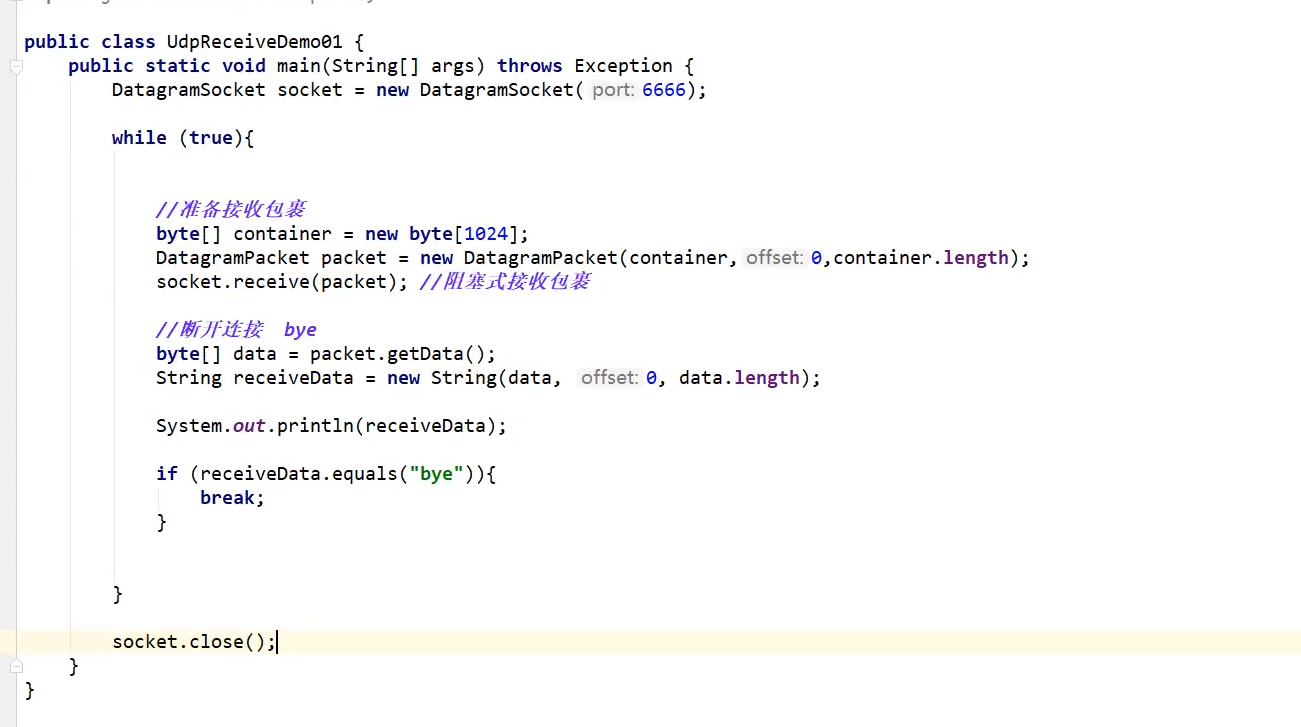 public class UdpReceiveDemo01 {
public static void main(String[] args) throws Exception {
DatagramSocket socket = new DatagramSocket( port: 6666);
while (true){
//准备接收包裹
byte[] container = new byte[1024];
DatagramPacket packet = new DatagramPacket(container, offset: 0,container.length);
socket.receive(packet); //阻塞式接收包裹
//断开连接 bye
byte[] data = packet.getData();
String receiveData = new String(data, offset: 0, data.length);
System.out.println(receiveData);
if (receiveData.equals("bye")){
break;
}
}
socket.close();
}
}